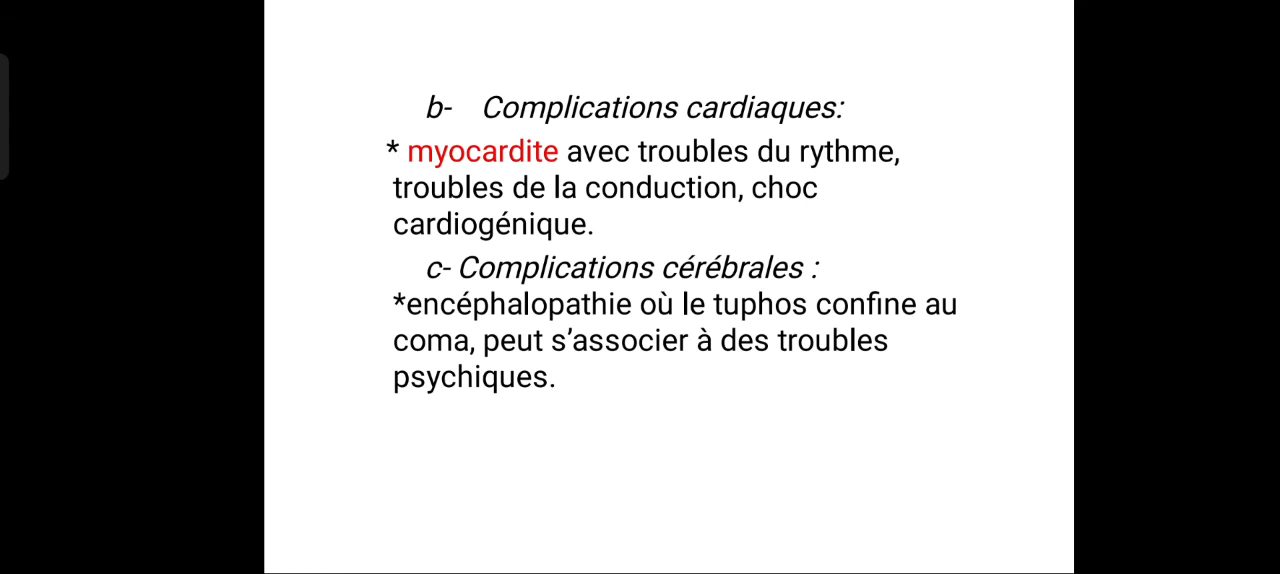 b- Complications cardiaques:
* myocardite avec troubles du rythme,
troubles de la conduction, choc
cardiogénique.
c- Complications cérébrales :
*encéphalopathie où le tuphos confine au
coma, peut s’associer à des troubles
psychiques.